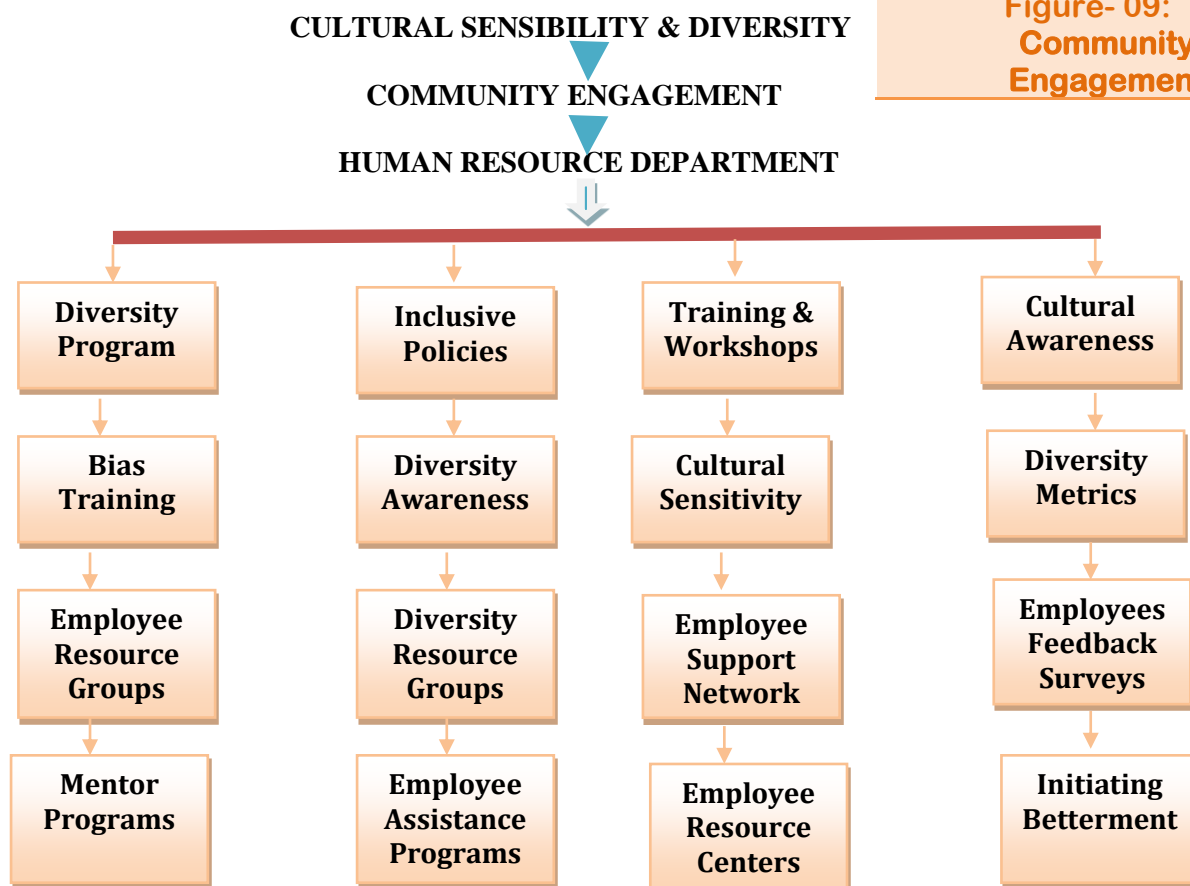 CULTURAL SENSIBILITY & DIVERSITY
Figure- 09:
Community
Engagemen
COMMUNITY ENGAGEMENT
HUMAN RESOURCE DEPARTMENT
Diversity
Program
Inclusive
Policies
Training &
Workshops
Cultural
Awareness
Bias
Training
Diversity
Awareness
Cultural
Sensitivity
Diversity
Metrics
Employee
Resource
Groups
Diversity
Resource
Groups
Employee
Support
Network
Employees
Feedback
Surveys
Mentor
Programs
Employee
Assistance
Programs
Employee
Resource
Centers
Initiating
Betterment